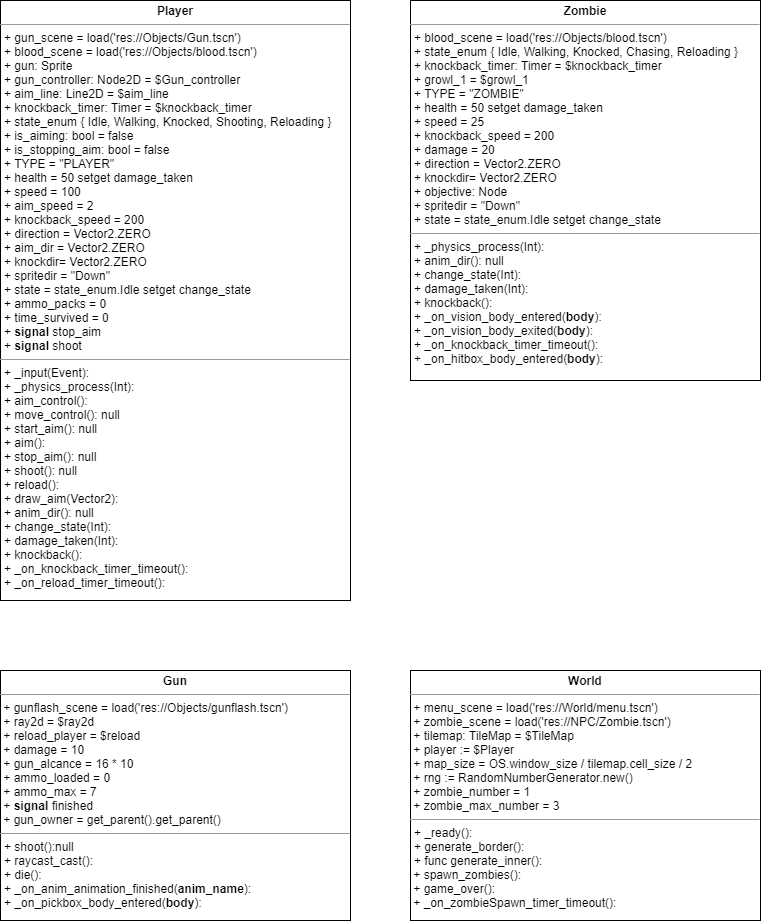 Player
+ gun_scene = load('res://Objects/Gun.tscn')
+ blood_scene = load('res://Objects/blood.tscn')
+ gun: Sprite
+ gun_controller: Node2D = $Gun_controller
+ aim_line: Line2D = $aim_line
+ knockback_timer: Timer = $knockback_timer
+ state_enum { Idle, Walking, Knocked, Shooting, Reloading }
+ is_aiming: bool = false
+ is_stopping_aim: bool = false
+ TYPE = "PLAYER"
+ health = 50 setget damage_taken
+ speed = 100
+ aim_speed = 2
+ knockback_speed = 200
+ direction = Vector2.ZERO
+ aim_dir = Vector2.ZERO
+ knockdir= Vector2.ZERO
+ spritedir = "Down"
+ state = state_enum.Idle setget change_state
+ ammo_packs = 0
+ time_survived = 0
+ signal stop_aim
+ signal shoot
+ _input(Event):
+ _physics_process(Int):
+ aim_control():
+ move_control(): null
+ start_aim(): null
+ aim():
+ stop_aim(): null
+ shoot(): null
+ reload():
+ draw_aim(Vector2):
+ anim_dir(): null
+ change_state(Int):
+ damage_taken(Int):
+ knockback():
+ _on_knockback_timer_timeout():
+ _on_reload_timer_timeout():
Zombie
+ blood_scene = load('res://Objects/blood.tscn')
+ state_enum { Idle, Walking, Knocked, Chasing, Reloading }
+ knockback_timer: Timer = $knockback_timer
+ growl_1 = $growl_1
+ TYPE = "ZOMBIE"
+ health = 50 setget damage_taken
+ speed = 25
+ knockback_speed = 200
+ damage = 20
+ direction = Vector2.ZERO
+ knockdir= Vector2.ZERO
+ objective: Node
+ spritedir = "Down"
+ state = state_enum.Idle setget change_state
+ _physics_process(Int):
+ anim_dir(): null
+ change_state(Int):
+ damage_taken(Int):
+ knockback():
+ _on_vision_body_entered(body):
+ _on_vision_body_exited(body):
+ _on_knockback_timer_timeout():
+ _on_hitbox_body_entered(body):
Gun
+ gunflash_scene = load('res://Objects/gunflash.tscn')
+ ray2d = $ray2d
+ reload_player = $reload
+ damage = 10
+ gun_alcance = 16 * 10
+ ammo_loaded = 0
+ ammo_max = 7
+ signal finished
+ gun_owner = get_parent().get_parent()
+ shoot():null
+ raycast_cast():
+ die():
+ _on_anim_animation_finished(anim_name):
+ _on_pickbox_body_entered(body):
World
+ menu_scene = load('res://World/menu.tscn')
+ zombie_scene = load('res://NPC/Zombie.tscn')
+ tilemap: TileMap = $TileMap
+ player := $Player
+ map_size = OS.window_size / tilemap.cell_size / 2
+ rng := RandomNumberGenerator.new()
+ zombie_number = 1
+ zombie_max_number = 3
+ _ready():
+ generate_border():
+ func generate_inner():
+ spawn_zombies():
+ game_over():
+ _on_zombieSpawn_timer_timeout():